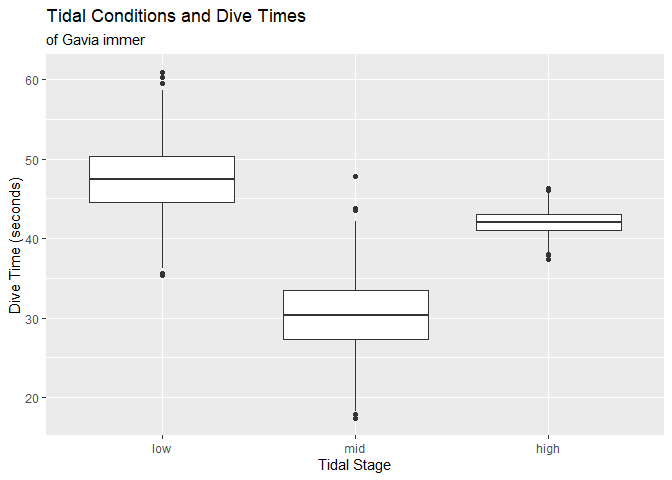 Tidal Conditions and Dive Times
of Gavia immer
60
50
40
30
20
Dive Time (seconds)
low mid high
Tidal Stage